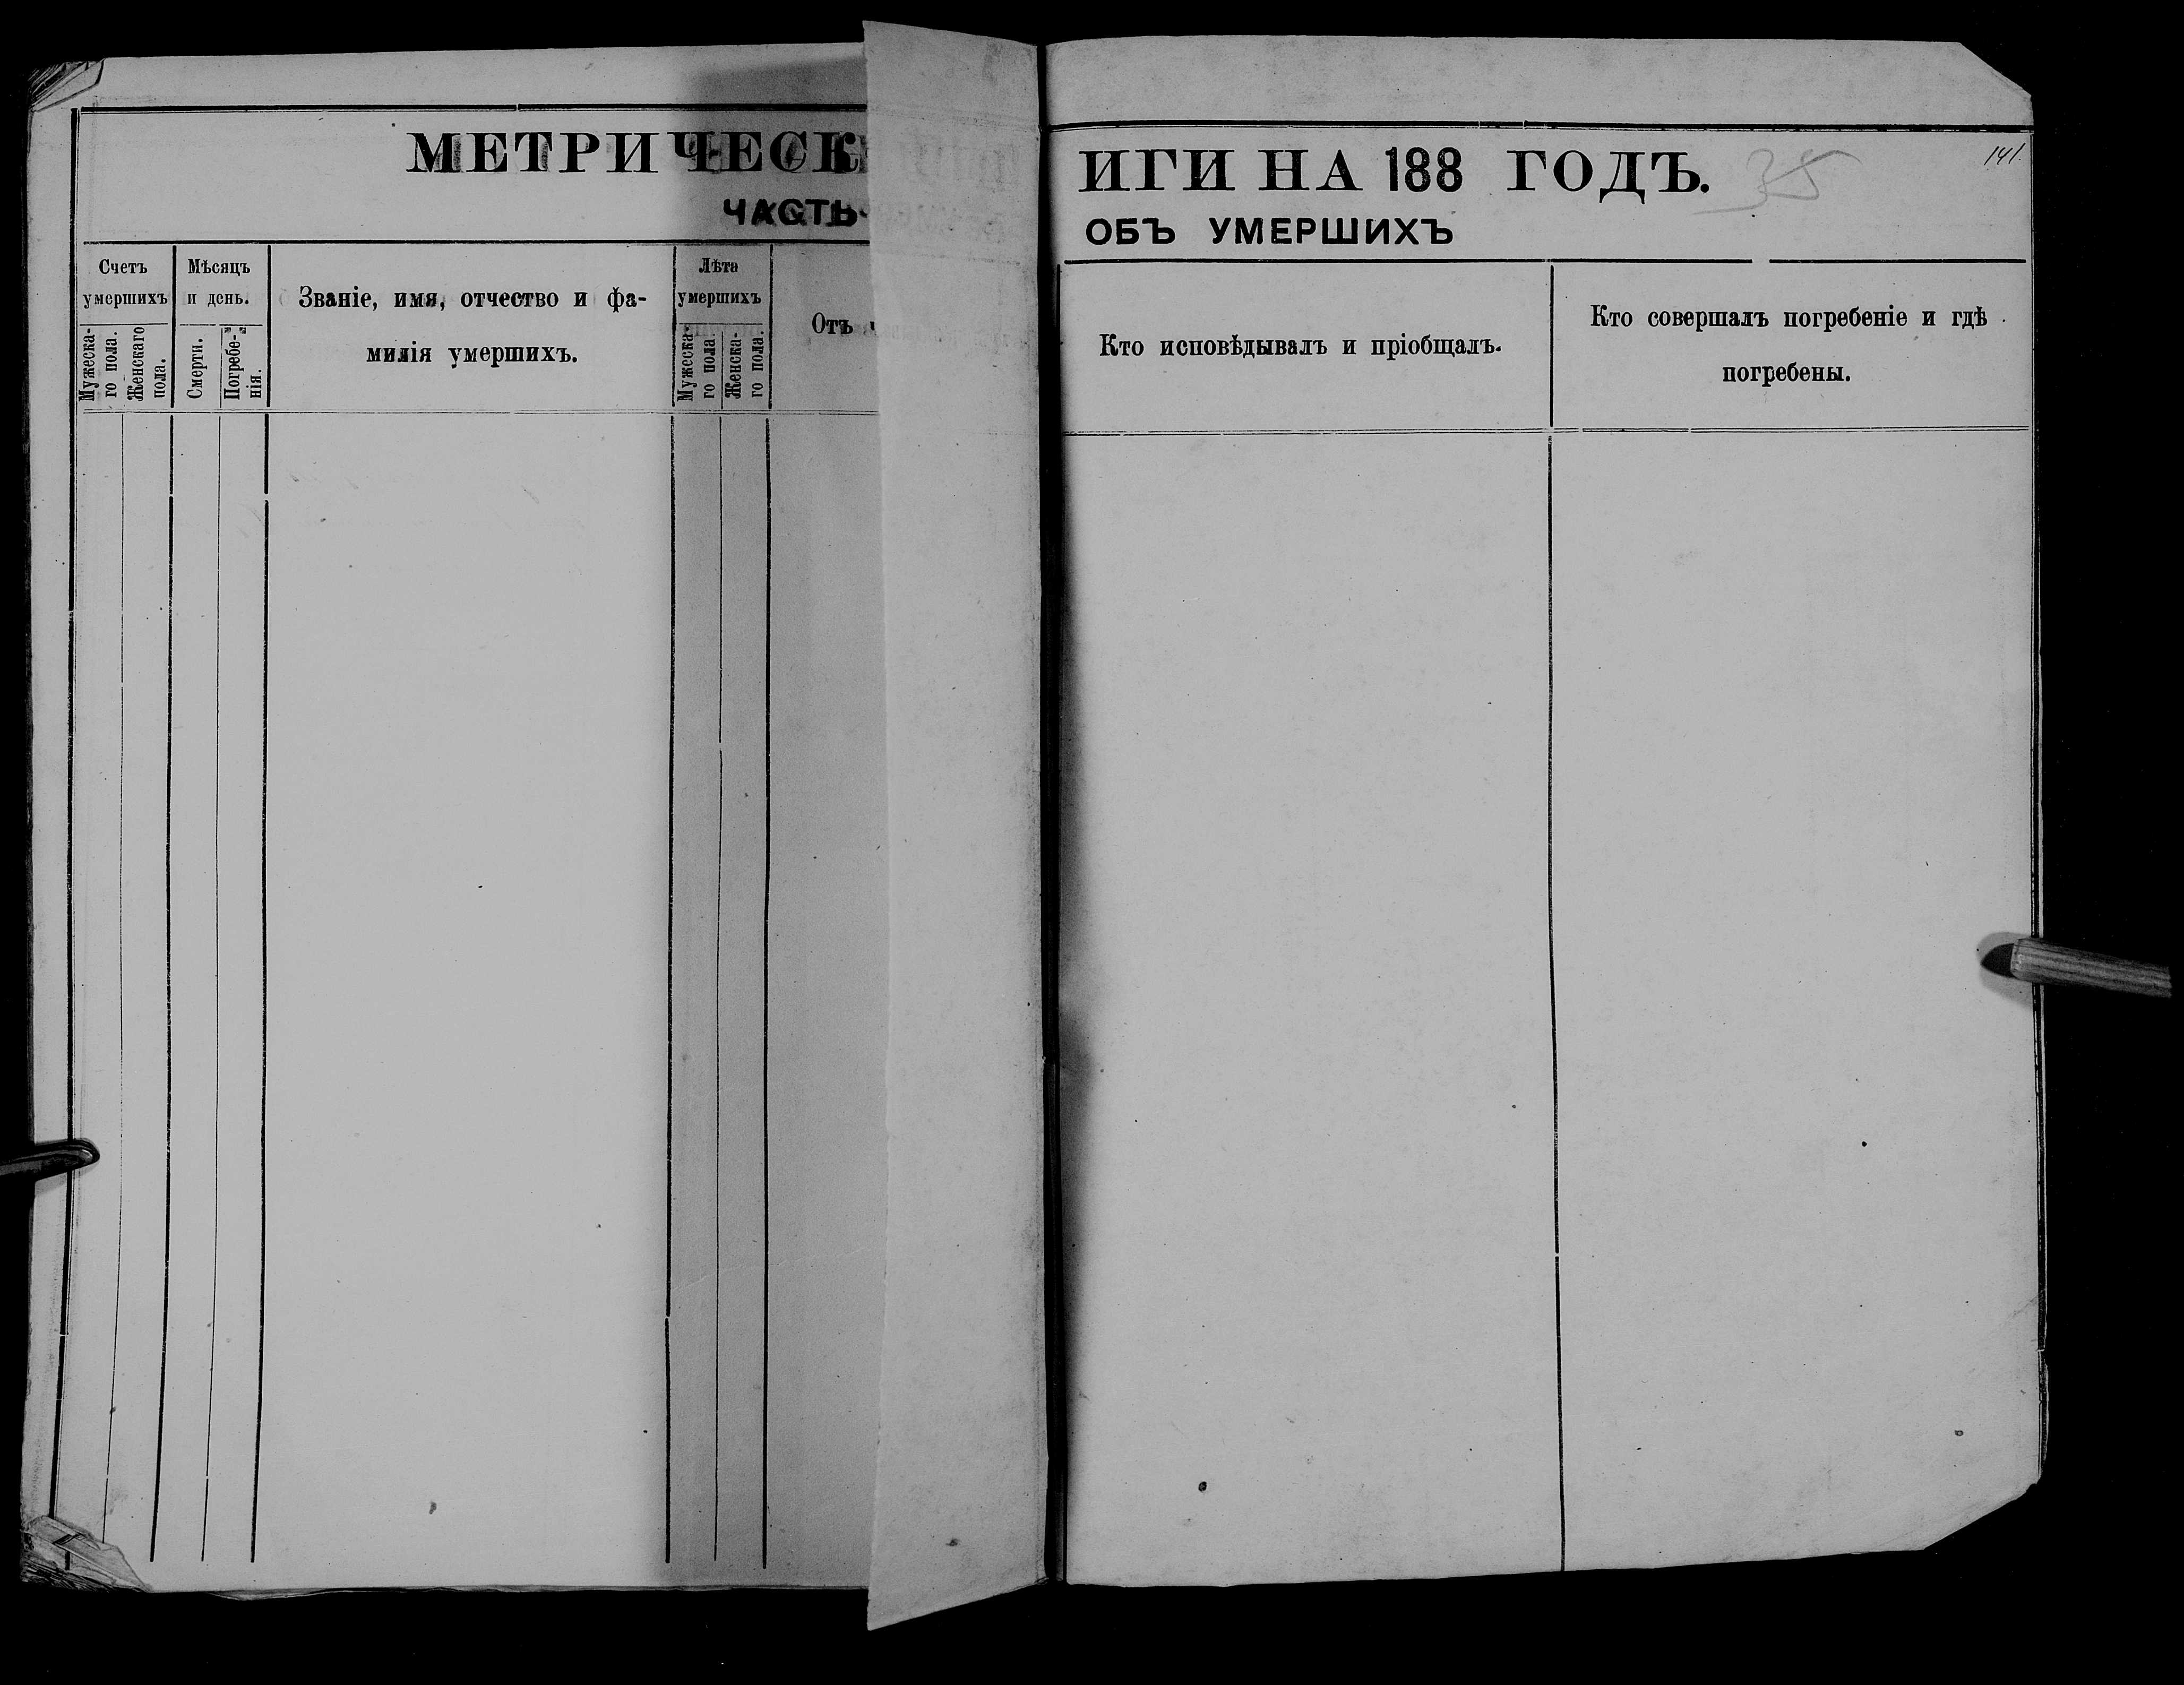 МЕТРИЧЕСК
ЧАСТЬ
Счетъ умершихъ
Мужеска-
го пола.
Женскаго
пола.
Мѣсяцъ
и день.
Смерти.
Погребе-
нія.
Званіе, имя, отчество и фа-
милія умершихъ.
Лѣта
умершихъ
Мужеска-
го пола.
Женска-
го пола.
Отъ ч
ИГИ НА 188 ГОДЪ.
35
141.
ОБЪ УМЕРШИХЪ
Кто исповѣдывалъ и пріобщалъ.
Кто совершалъ погребеніе и гдѣ
погребены.